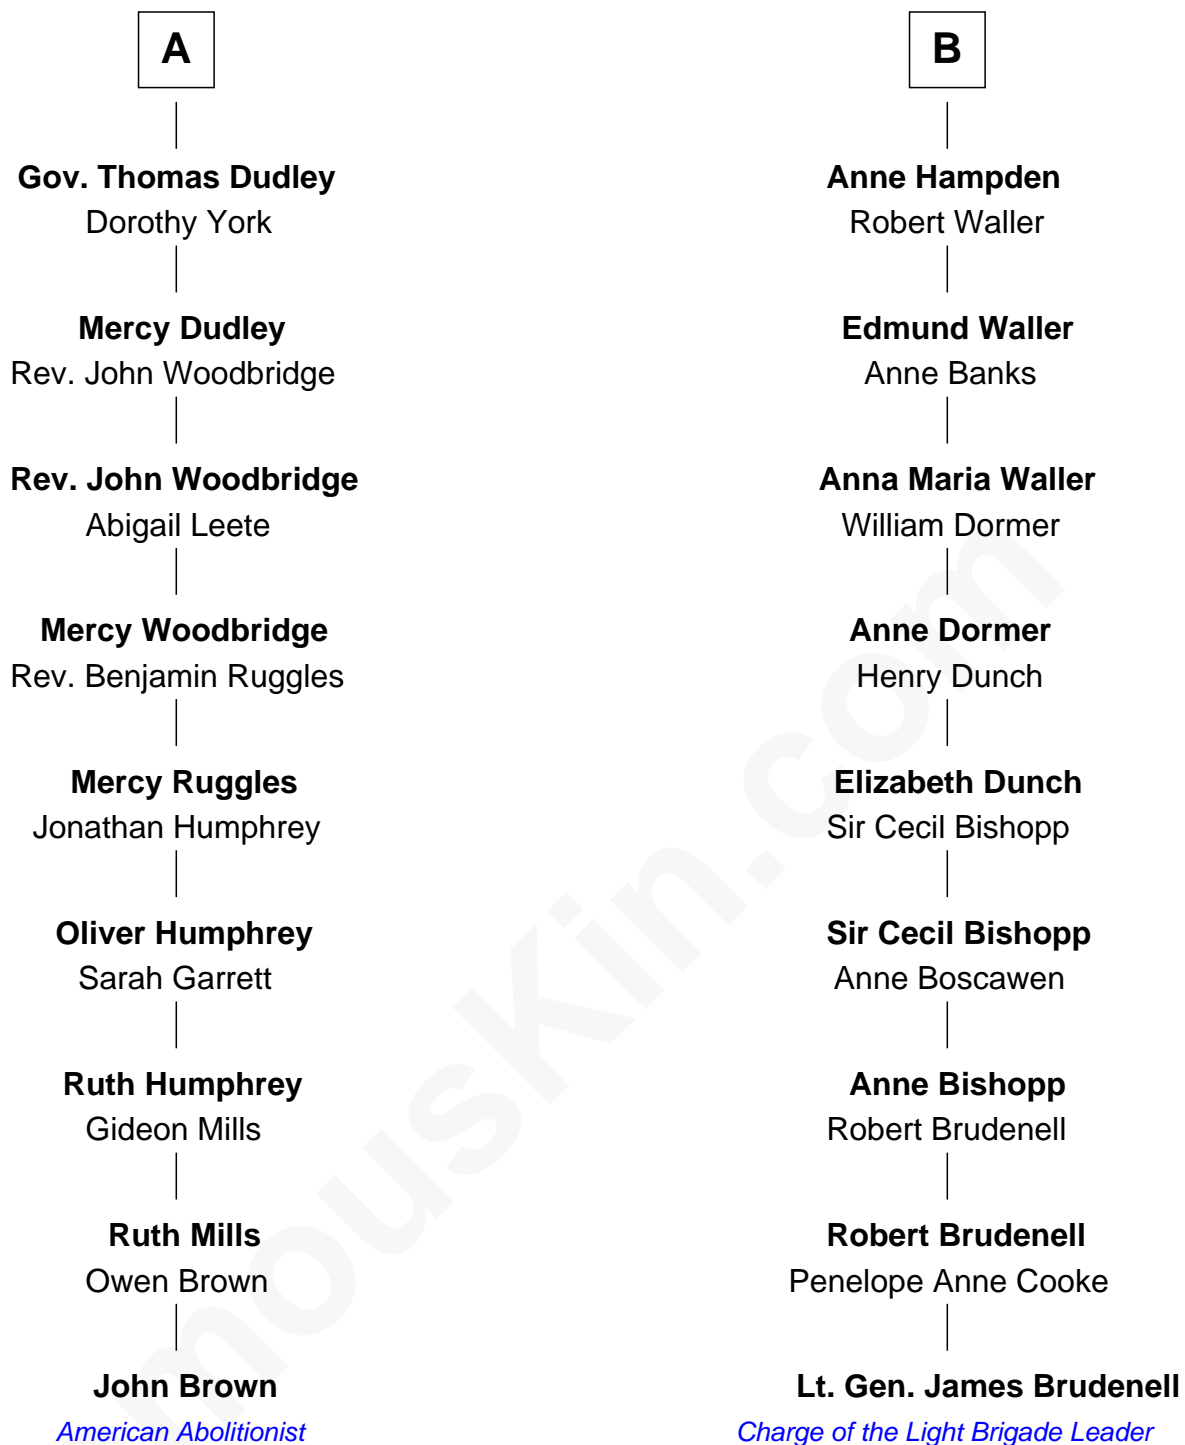 A
Gov. Thomas Dudley
Dorothy York
Mercy Dudley
Rev. John Woodbridge
Rev. John Woodbridge
Abigail Leete
Mercy Woodbridge
Rev. Benjamin Ruggles
Mercy Ruggles
Jonathan Humphrey
Oliver Humphrey
Sarah Garrett
Ruth Humphrey
Gideon Mills
Ruth Mills
Owen Brown
John Brown
American Abolitionist
B
Anne Hampden
Robert Waller
Edmund Waller
Anne Banks
Anna Maria Waller
William Dormer
Anne Dormer
Henry Dunch
Elizabeth Dunch
Sir Cecil Bishopp
Sir Cecil Bishopp
Anne Boscawen
Anne Bishopp
Robert Brudenell
Robert Brudenell
Penelope Anne Cooke
Lt. Gen. James Brudenell
Charge of the Light Brigade Leader
mousKin.com